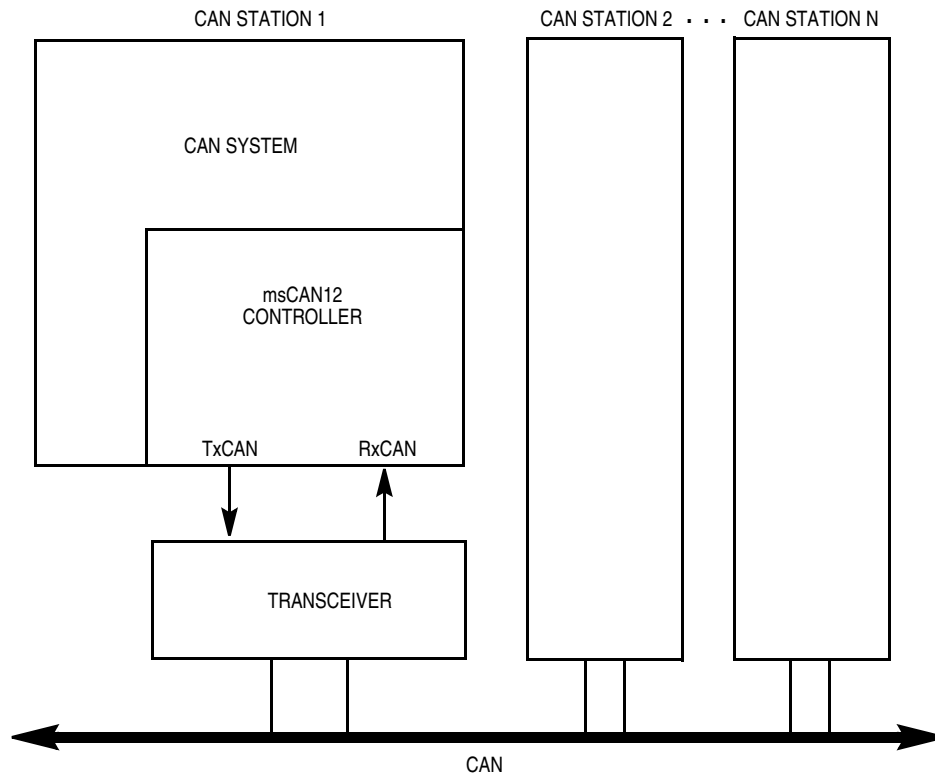 CAN STATION 1
CAN STATION 2 . . . CAN STATION N
CAN SYSTEM
msCAN12
CONTROLLER
TxCAN
RxCAN
TRANSCEIVER
CAN